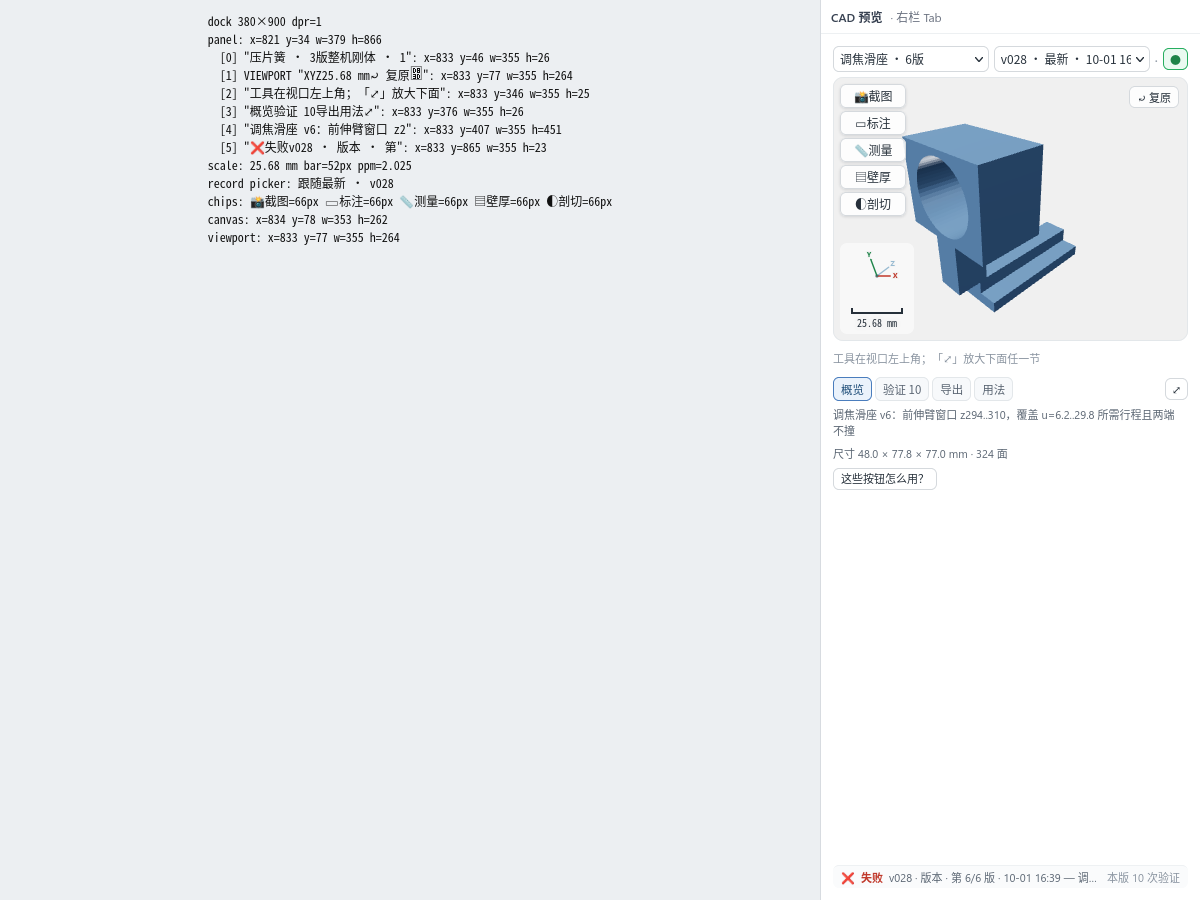 dock 380×900 dpr=1
panel: x=821 y=34 w=379 h=866
[0] "压片簧 · 3版整机刚体 · 1": x=833 y=46 w=355 h=26
[1] VIEWPORT "XYZ25.68 mm⤾ 复原": x=833 y=77 w=355 h=264
[2] "工具在视口左上角；「⤢」放大下面": x=833 y=346 w=355 h=25
[3] "概览验证 10导出用法⤢": x=833 y=376 w=355 h=26
[4] "调焦滑座 v6：前伸臂窗口 z2": x=833 y=407 w=355 h=451
[5] "❌失败v028 · 版本 · 第": x=833 y=865 w=355 h=23
scale: 25.68 mm bar=52px ppm=2.025
record picker: 跟随最新 · v028
chips: 📸截图=66px ▭标注=66px 📏测量=66px ▤壁厚=66px ◐剖切=66px
canvas: x=834 y=78 w=353 h=262
viewport: x=833 y=77 w=355 h=264
CAD 预览 · 右栏 Tab
调焦滑座 · 6版
v028 · 最新 · 10-01 16
📸截图
⤾ 复原
▭标注
📏测量
▤壁厚
◐剖切
Y
Z
X
25.68 mm
工具在视口左上角；「⤢」放大下面任一节
概览 验证 10 导出 用法 ⤢
调焦滑座 v6：前伸臂窗口 z294..310，覆盖 u=6.2..29.8 所需行程且两端
不撞
尺寸 48.0 × 77.8 × 77.0 mm · 324 面
这些按钮怎么用？
❌ 失败 v028 · 版本 · 第 6/6 版 · 10-01 16:39 — 调... 本版 10 次验证